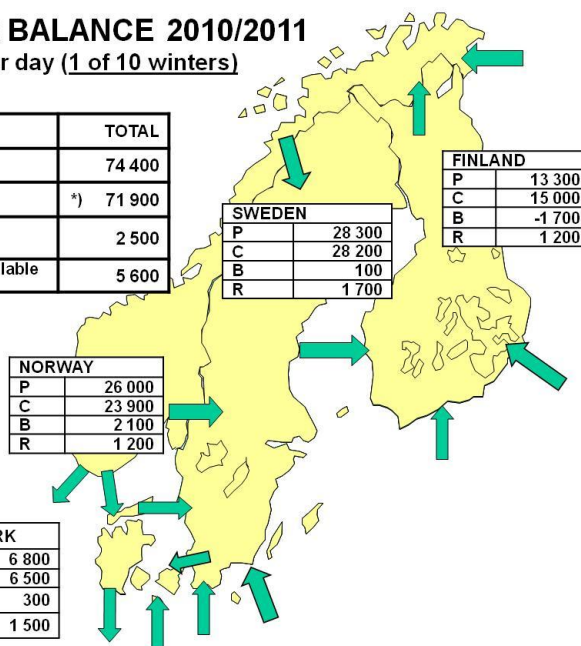 BALANCE 2010/2011
r day (1 of 10 winters)
TOTAL
74 400
*) 71 900
2 500
lable 5 600
FINLAND
P 13 300
C 15 000
B -1 700
R 1 200
SWEDEN
P 28 300
C 28 200
B 100
R 1 700
NORWAY
P 26 000
C 23 900
B 2 100
R 1 200
RK
6 800
6 500
300
1 500